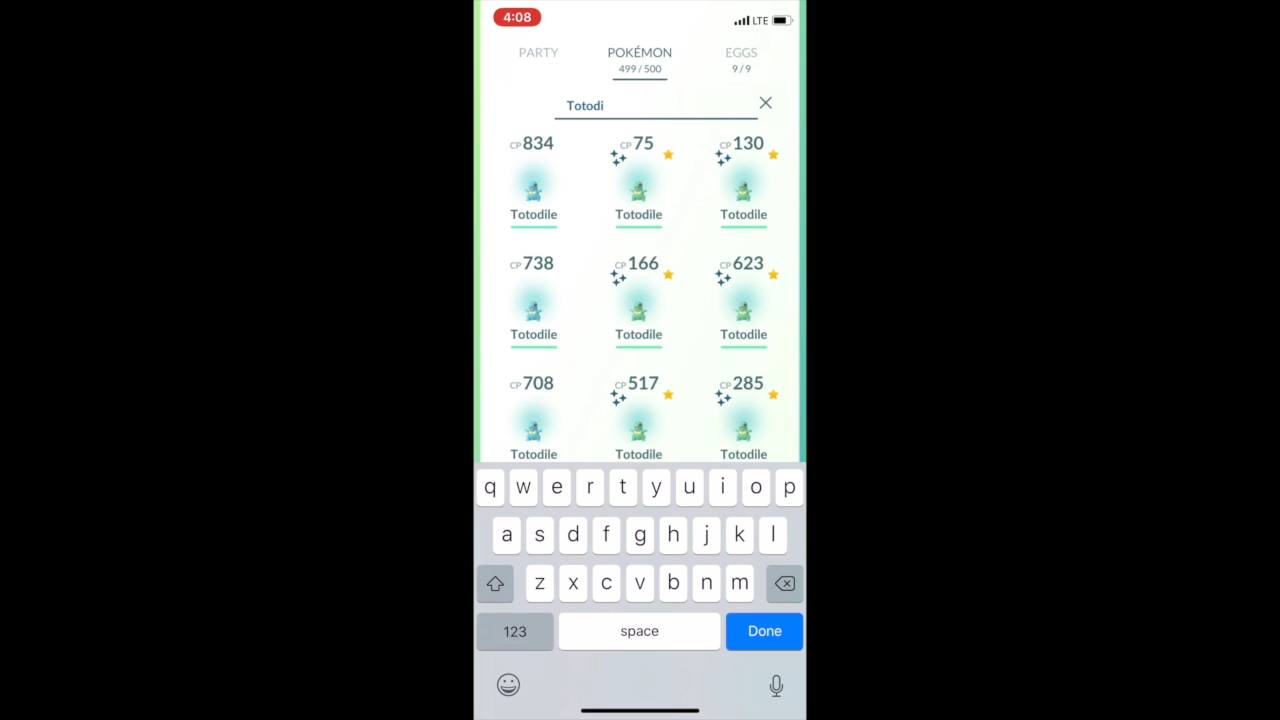 4:08
LTE
PARTY POKÉMON EGGS
499 / 500 9 / 9
Totodi
CP834 CP75 CP130
Totodile Totodile Totodile
CP738 CP166 CP623
Totodile Totodile Totodile
CP708 CP517 CP285
Totodile Totodile Totodile
q w e r t y u i o p
a s d f g h j k l
z x c v b n m
123 space Done